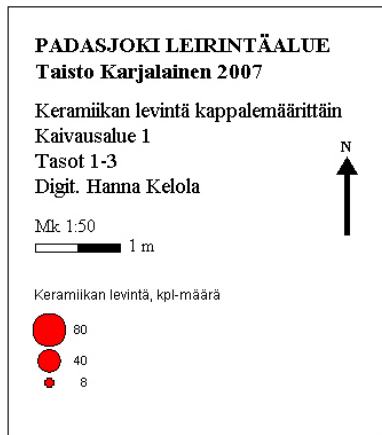 PADASJOKI LEIRINTÄALUE
Taisto Karjalainen 2007
Keramiikan levintä kappalemäärittäin
Kaivausalue 1
Tasot 1-3
Digit. Hanna Kelola
N
Mk 1:50
1 m
Keramiikan levintä, kpl-määrä
80
40
8